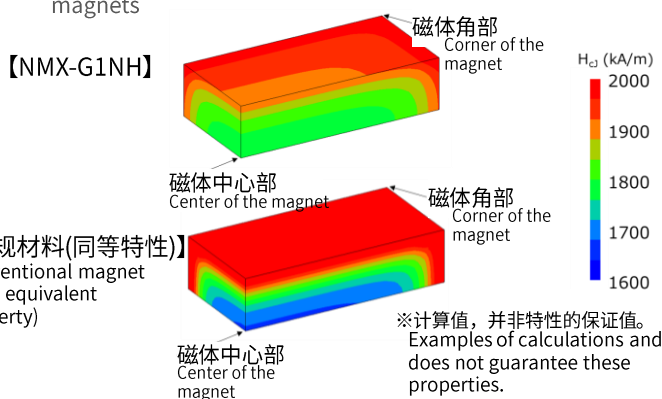 magnets
【NMX-G1NH】
磁体角部
Corner of the
magnet
HcJ (kA/m)
2000
1900
1800
1700
1600
磁体中心部
Center of the magnet
磁体角部
Corner of the
magnet
规材料(同等特性)】
entional magnet
equivalent
erty)
磁体中心部
Center of the
magnet
※计算值，并非特性的保证值。
Examples of calculations and
does not guarantee these
properties.